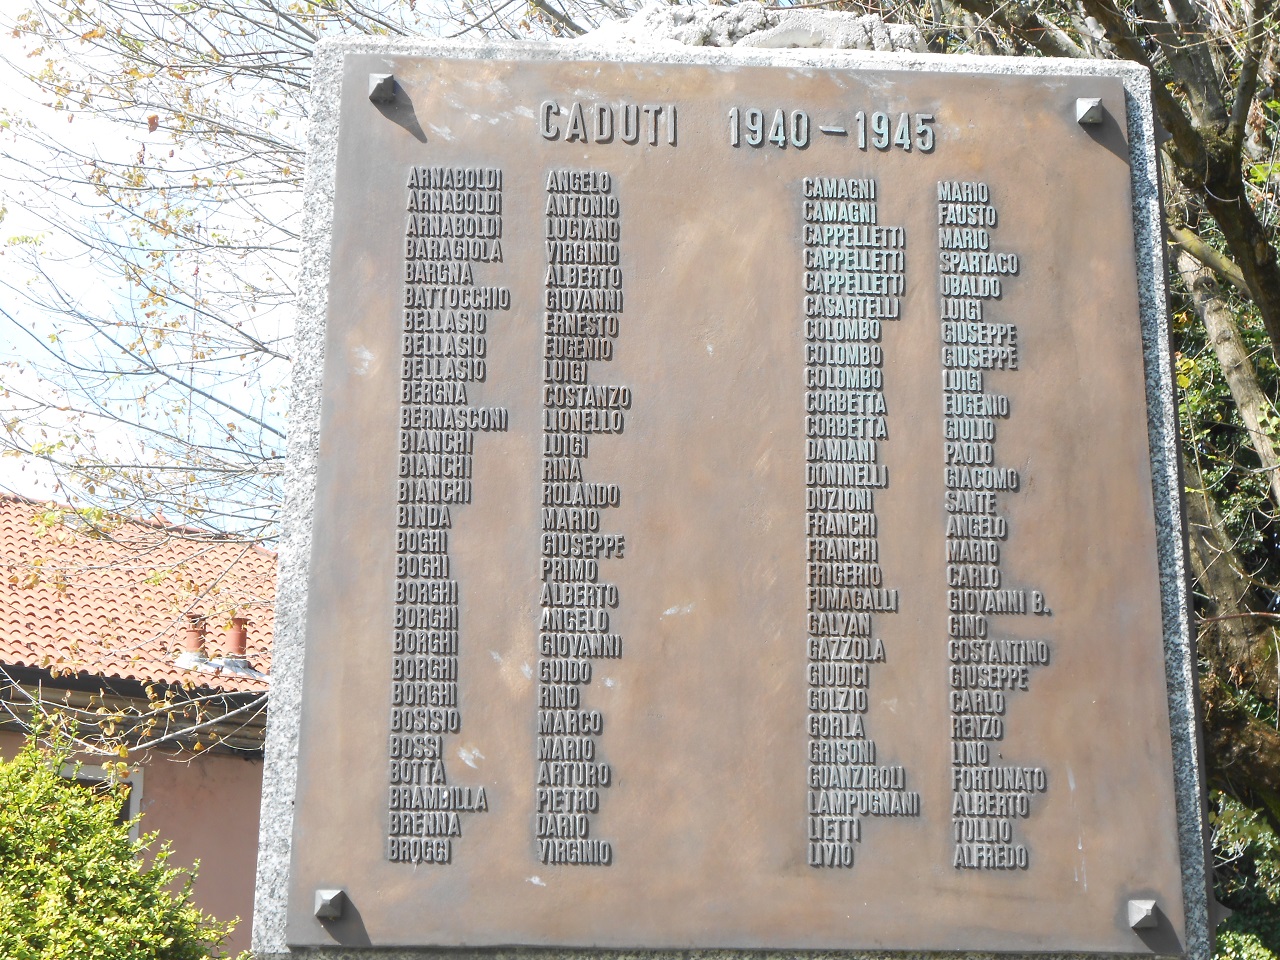 CADUTI 1940-1945
ARNABOLDI ANGELO
ARNABOLDI ANTONIO
ARNABOLDI LUCIANO
BARAGIOLA VIRGINIO
BARGNA ALBERTO
BATTOCCHIO GIOVANNI
BELLASIO ERNESTO
BELLASIO EUGENIO
BELLASIO LUIGI
BERGNA COSTANZO
BERNASCONI LIONELLO
BIANCHI LUIGI
BIANCHI RINA
BIANCHI ROLANDO
BINDA MARIO
BOGHI GIUSEPPE
BOGHI PRIMO
BORGHI ALBERTO
BORGHI ANGELO
BORGHI GIOVANNI
BORGHI GUIDO
BORGHI RINO
BOSISIO MARCO
BOSSI MARIO
BOTTA ARTURO
BRAMBILLA PIETRO
BRENNA DARIO
BROGGI VIRGINIO
CAMAGNI MARIO
CAMAGNI FAUSTO
CAPPELLETTI MARIO
CAPPELLETTI SPARTACO
CAPPELLETTI UBALDO
CASARTELLI LUIGI
COLOMBO GIUSEPPE
COLOMBO GIUSEPPE
COLOMBO LUIGI
CORBETTA EUGENIO
CORBETTA GIULIO
DAMIANI PAOLO
DONINELLI GIACOMO
DUZIONI SANTE
FRANCHI ANGELO
FRANCHI MARIO
FRIGERIO CARLO
FUMAGALLI GIOVANNI B.
GALVAN GINO
GAZZOLA COSTANTINO
GIUDICI GIUSEPPE
GOLZIO CARLO
GORLA RENZO
GRISONI LINO
GUANZIROLI FORTUNATO
LAMPUGNANI ALBERTO
LIETTI TULLIO
LIVIO ALFREDO